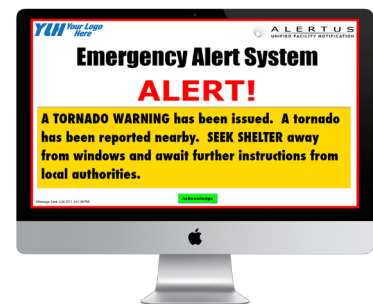 YLH Your Logo
Here
ALERTUS
UNIFIED FACILITY NOTIFICATION
Emergency Alert System
ALERT!
A TORNADO WARNING has been issued. A tornado
has been reported nearby. SEEK SHELTER away
from windows and await further instructions from
local authorities.
Acknowledge